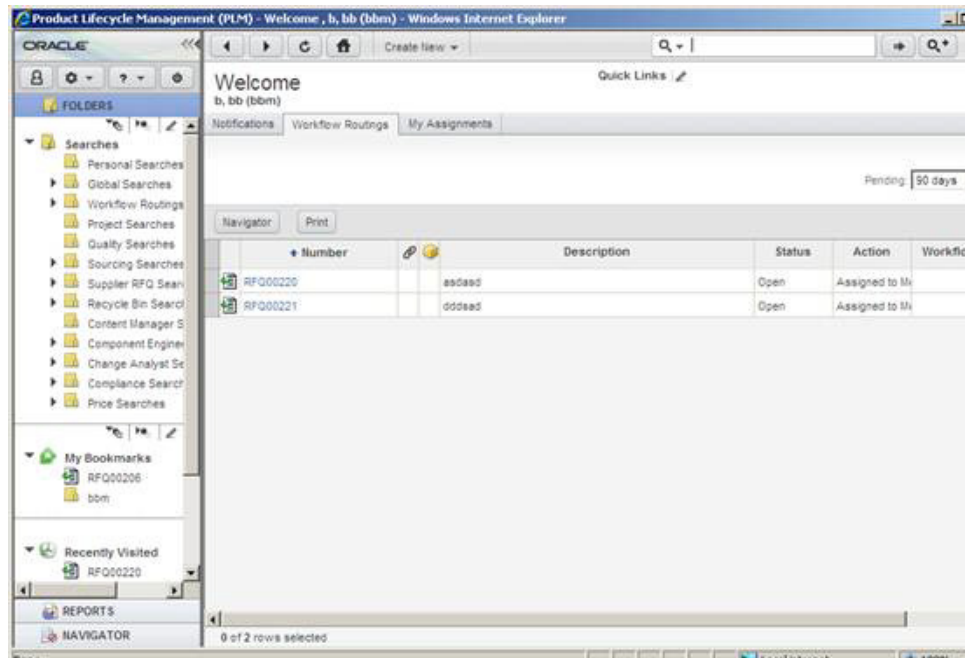 Product Lifecycle Management (PLM) - Welcome , b, bb (bbm) - Windows Internet Explorer
ORACLE
Create New
Welcome
b, bb (bbm)
Quick Links
FOLDERS
Notifications Workflow Routings My Assignments
Searches
Personal Searches
Global Searches
Workflow Routings
Project Searches
Quality Searches
Sourcing Searches
Supplier RFQ Sear
Recycle Bin Search
Content Manager S
Component Engine
Change Analyst Se
Compliance Search
Price Searches
My Bookmarks
RFQ00206
bbm
Recently Visited
RFQ00220
REPORTS
NAVIGATOR
Pending: 90 days
Navigator Print
Number Description Status Action Workflo
RFQ00220 asdasd Open Assigned to Me
RFQ00221 dddsad Open Assigned to Me
0 of 2 rows selected